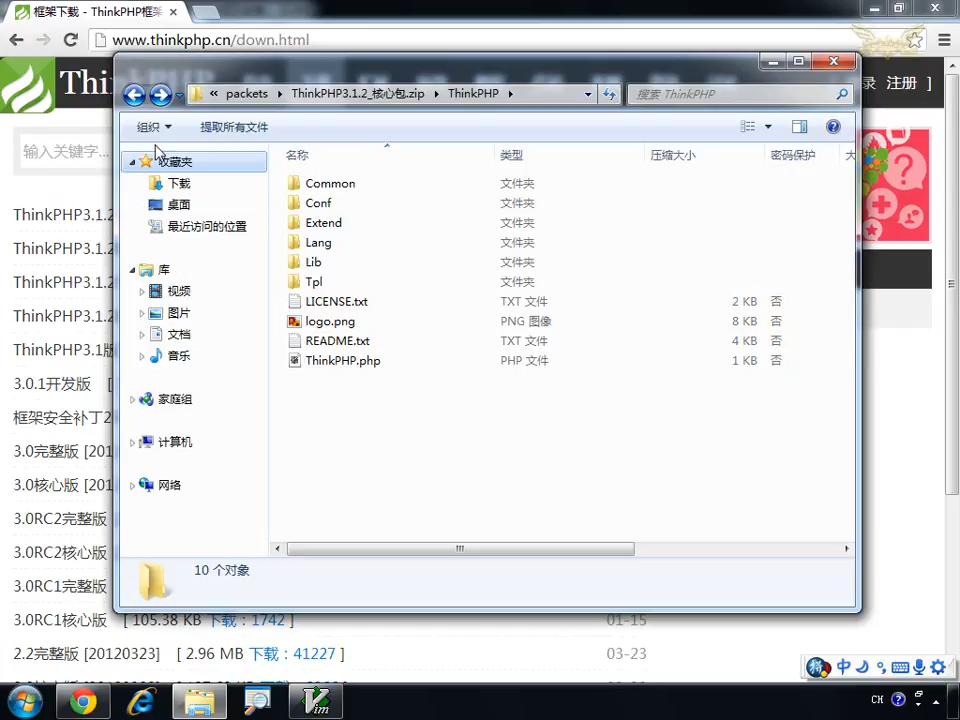 框架下载 - ThinkPHP框架
www.thinkphp.cn/down.html
Thi
录 注册 ]
输入关键字...
ThinkPHP3.1.2
ThinkPHP3.1.2
ThinkPHP3.1.2
ThinkPHP3.1.2
ThinkPHP3.1版
3.0.1开发版 [
框架安全补丁2
3.0完整版 [201
3.0核心版 [201
3.0RC2完整版
3.0RC2核心版
3.0RC1完整版
3.0RC1核心版 [ 105.38 KB 下载：1742 ] 01-15
2.2完整版 [20120323] [ 2.96 MB 下载：41227 ] 03-23
« packets ThinkPHP3.1.2_核心包.zip ThinkPHP
搜索 ThinkPHP
组织 提取所有文件
收藏夹
下载
桌面
最近访问的位置
库
视频
图片
文档
音乐
家庭组
计算机
网络
名称 类型 压缩大小 密码保护 大
Common 文件夹
Conf 文件夹
Extend 文件夹
Lang 文件夹
Lib 文件夹
Tpl 文件夹
LICENSE.txt TXT 文件 2 KB 否
logo.png PNG 图像 8 KB 否
README.txt TXT 文件 4 KB 否
ThinkPHP.php PHP 文件 1 KB 否
10 个对象
中
CH